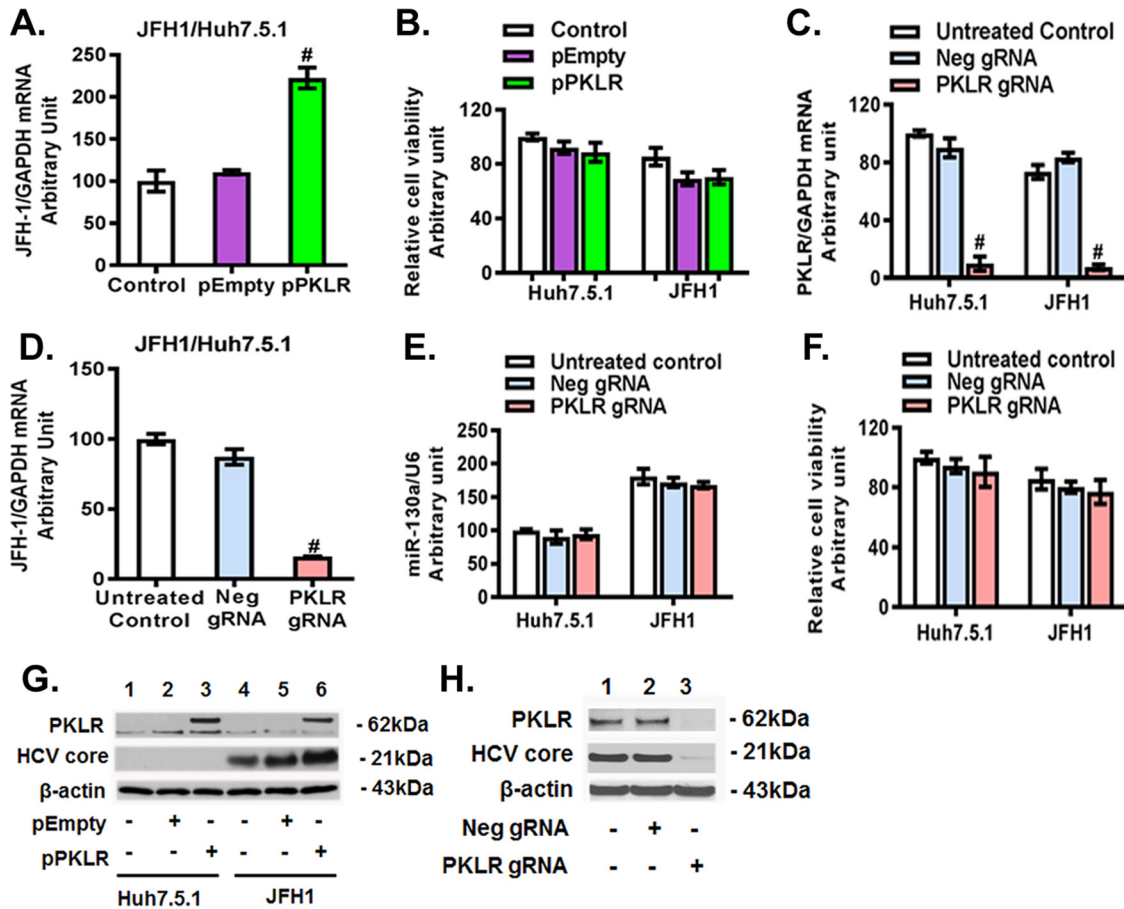 A.
JFH1/Huh7.5.1
JFH-1/GAPDH mRNA
Arbitrary Unit
250
200
150
100
50
0
#
Control pEmpty pPKLR
B.
Control
pEmpty
pPKLR
Relative cell viability
Arbitrary unit
120
80
40
0
Huh7.5.1 JFH1
C.
Untreated Control
Neg gRNA
PKLR gRNA
PKLR/GAPDH mRNA
Arbitrary unit
120
80
40
0
# #
Huh7.5.1 JFH1
D.
JFH1/Huh7.5.1
JFH-1/GAPDH mRNA
Arbitrary Unit
150
100
50
0
#
Untreated Neg PKLR
Control gRNA gRNA
E.
Untreated control
Neg gRNA
PKLR gRNA
miR-130a/U6
Arbitrary unit
250
200
150
100
50
0
Huh7.5.1 JFH1
F.
Untreated control
Neg gRNA
PKLR gRNA
Relative cell viability
Arbitrary unit
120
80
40
0
Huh7.5.1 JFH1
G.
1 2 3 4 5 6
PKLR - 62kDa
HCV core - 21kDa
β-actin - 43kDa
pEmpty - + - - + -
pPKLR - - + - - +
Huh7.5.1 JFH1
H.
1 2 3
PKLR - 62kDa
HCV core - 21kDa
β-actin - 43kDa
Neg gRNA - + -
PKLR gRNA - - +